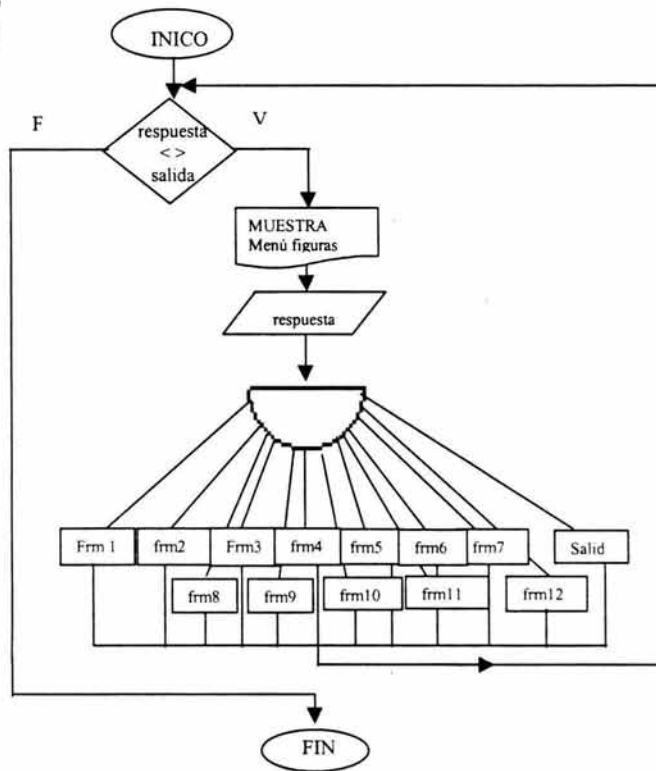 INICO
F
V
respuesta
< >
salida
MUESTRA
Menú figuras
respuesta
Frm 1
frm2
Frm3
frm4
frm5
frm6
frm7
Salid
frm8
frm9
frm10
frm11
frm12
FIN